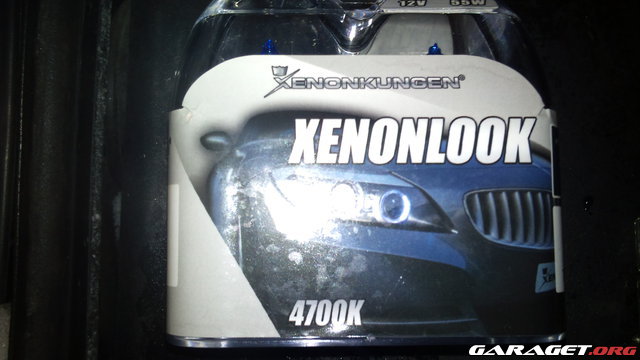 12V 55W
XENONKUNGEN®
XENONLOOK
4700K
GARAGET.ORG